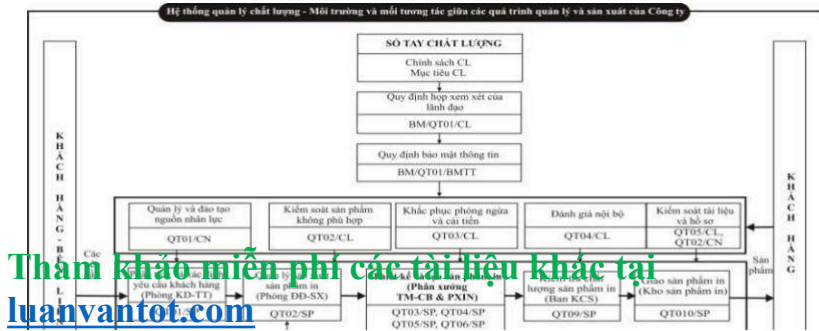 Hệ thống quản lý chất lượng - Môi trường và mối tương tác giữa các quá trình quản lý và sản xuất của Công ty
SỔ TAY CHẤT LƯỢNG
Chính sách CL
Mục tiêu CL
Quy định họp xem xét của
lãnh đạo
BM/QT01/CL
Quy định bảo mật thông tin
BM/QT01/BMTT
KHÁCH HÀNG - BÊN LIÊN
Quản lý và đào tạo
nguồn nhân lực
QT01/CN
Kiểm soát sản phẩm
không phù hợp
QT02/CL
Khắc phục phòng ngừa
và cải tiến
QT03/CL
Đánh giá nội bộ
QT04/CL
Kiểm soát tài liệu
và hồ sơ
QT05/CL,
QT02/CN
KHÁCH HÀNG
Các
Sản
phẩm
Tham khảo miễn phí các tài liệu khác tại
luanvantot.com
yêu cầu khách hàng
(Phòng KD-TT)
QT01/SP
sản phẩm in
(Phòng ĐD-SX)
QT02/SP
(Phân xưởng
TM-CB & PXIN)
QT03/SP, QT04/SP
QT05/SP, QT06/SP
lượng sản phẩm in
(Ban KCS)
QT09/SP
Giao sản phẩm in
(Kho sản phẩm in)
QT010/SP